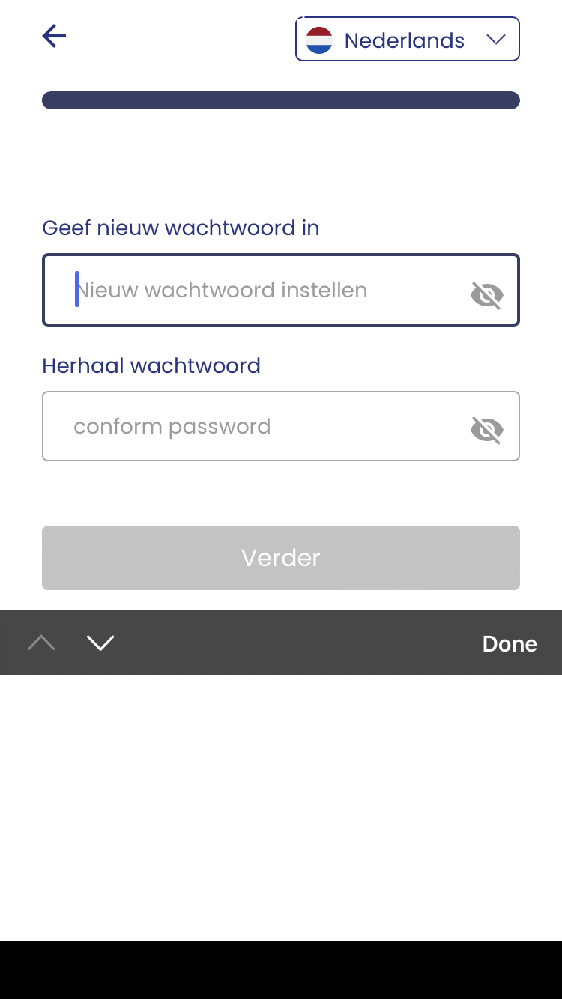 Nederlands
Geef nieuw wachtwoord in
Nieuw wachtwoord instellen
Herhaal wachtwoord
conform password
Verder
Done